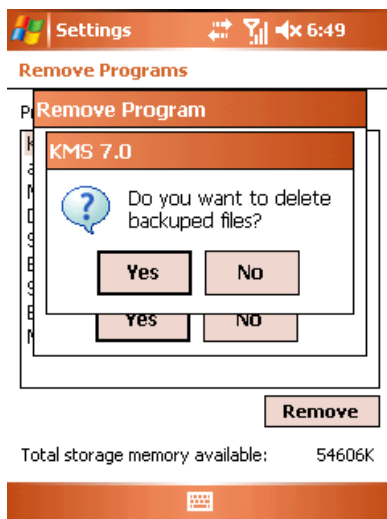 Settings 6:49
Remove Programs
Remove Program
KMS 7.0
Do you want to delete
backuped files?
Yes No
Yes No
Remove
Total storage memory available: 54606K